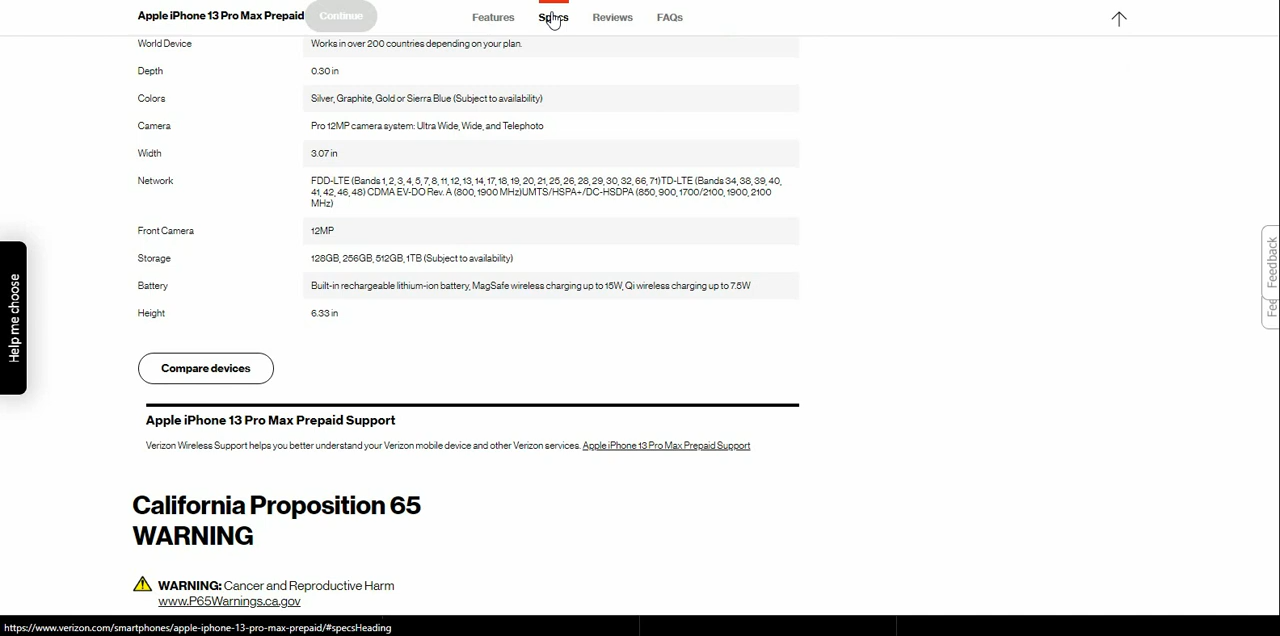 Apple iPhone 13 Pro Max Prepaid
Continue
Features
Specs
Reviews
FAQs
World Device
Works in over 200 countries depending on your plan.
Depth
0.30 in
Colors
Silver, Graphite, Gold or Sierra Blue (Subject to availability)
Camera
Pro 12MP camera system: Ultra Wide, Wide, and Telephoto
Width
3.07 in
Network
FDD-LTE (Bands 1, 2, 3, 4, 5, 7, 8, 11, 12, 13, 14, 17, 18, 19, 20, 21, 25, 26, 28, 29, 30, 32, 66, 71)TD-LTE (Bands 34, 38, 39, 40,
41, 42, 46, 48) CDMA EV-DO Rev. A (800, 1900 MHz)UMTS/HSPA+/DC-HSDPA (850, 900, 1700/2100, 1900, 2100
MHz)
Front Camera
12MP
Storage
128GB, 256GB, 512GB, 1TB (Subject to availability)
Battery
Built-in rechargeable lithium-ion battery, MagSafe wireless charging up to 15W, Qi wireless charging up to 7.5W
Height
6.33 in
Help me choose
Feedback
Fee
Compare devices
Apple iPhone 13 Pro Max Prepaid Support
Verizon Wireless Support helps you better understand your Verizon mobile device and other Verizon services. Apple iPhone 13 Pro Max Prepaid Support
California Proposition 65
WARNING
WARNING: Cancer and Reproductive Harm
www.P65Warnings.ca.gov
https://www.verizon.com/smartphones/apple-iphone-13-pro-max-prepaid/#specsHeading